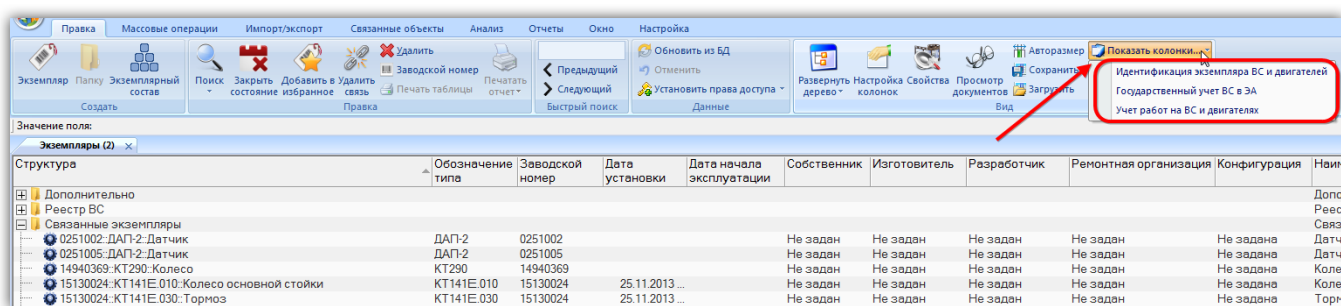 Правка Массовые операции Импорт/экспорт Связанные объекты Анализ Отчеты Окно Настройка
Экземпляр Папку Экземплярный состав
Создать
Поиск Закрыть состояние Добавить в избранное Удалить связь
Удалить
Заводской номер
Печать таблицы
Печатать отчет
Правка
Предыдущий
Следующий
Быстрый поиск
Обновить из БД
Отменить
Установить права доступа
Данные
Развернуть дерево Настройка колонок Свойства Просмотр документов
Авторазмер
Сохранить
Загрузить
Вид
Показать колонки...
Идентификация экземпляра ВС и двигателей
Государственный учет ВС в ЭА
Учет работ на ВС и двигателях
Значение поля:
Экземпляры (2)
Структура Обозначение типа Заводской номер Дата установки Дата начала эксплуатации Собственник Изготовитель Разработчик Ремонтная организация Конфигурация Наим
Дополнительно Допо
Реестр ВС Реес
Связанные экземпляры Связ
0251002::ДАП-2::Датчик ДАП-2 0251002 Не задан Не задан Не задан Не задан Не задана Датч
0251005::ДАП-2::Датчик ДАП-2 0251005 Не задан Не задан Не задан Не задан Не задана Датч
14940369::КТ290::Колесо КТ290 14940369 Не задан Не задан Не задан Не задан Не задана Коле
15130024::КТ141Е.010::Колесо основной стойки КТ141Е.010 15130024 25.11.2013 ... Не задан Не задан Не задан Не задан Не задана Коле
15130024::КТ141Е.030::Тормоз КТ141Е.030 15130024 25.11.2013 ... Не задан Не задан Не задан Не задан Не задана Торм